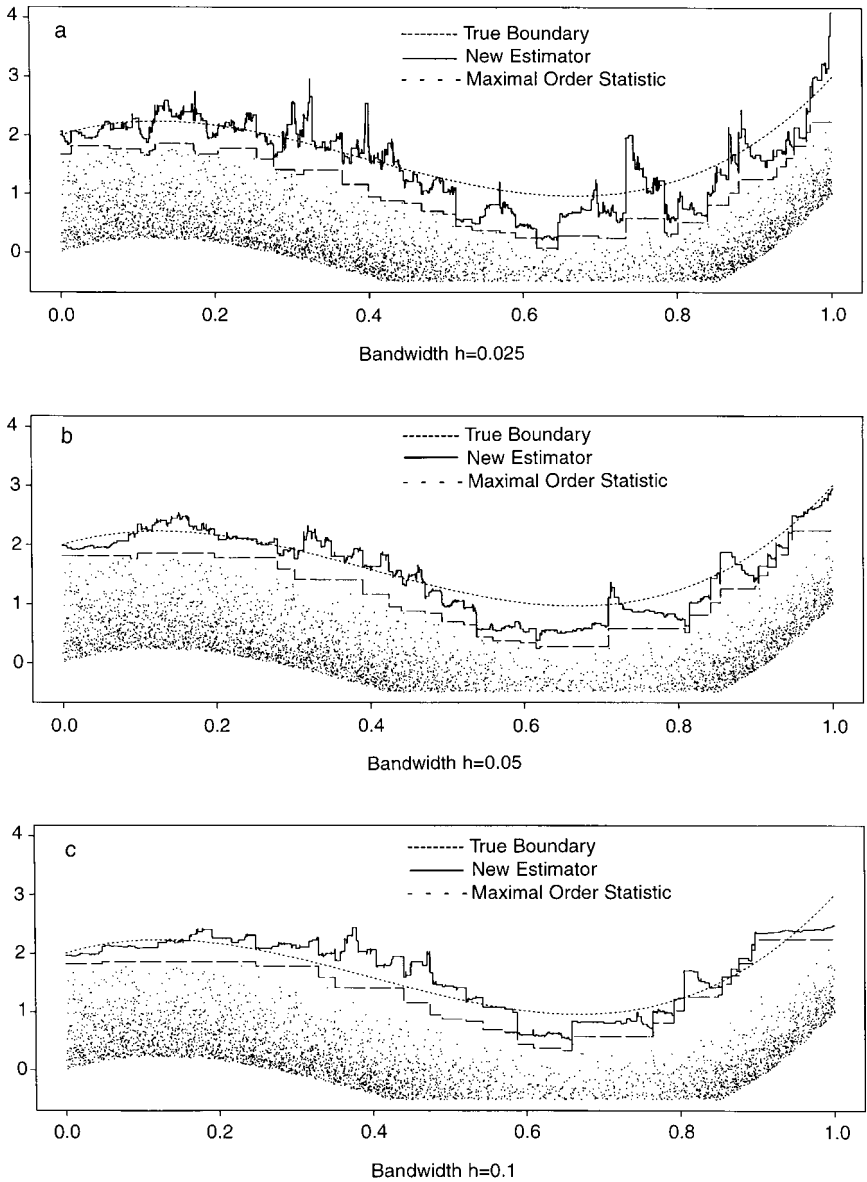 4
a
True Boundary
New Estimator
Maximal Order Statistic
3
2
1
0
0.0 0.2 0.4 0.6 0.8 1.0
Bandwidth h=0.025
4
b
True Boundary
New Estimator
Maximal Order Statistic
3
2
1
0
0.0 0.2 0.4 0.6 0.8 1.0
Bandwidth h=0.05
4
c
True Boundary
New Estimator
Maximal Order Statistic
3
2
1
0
0.0 0.2 0.4 0.6 0.8 1.0
Bandwidth h=0.1